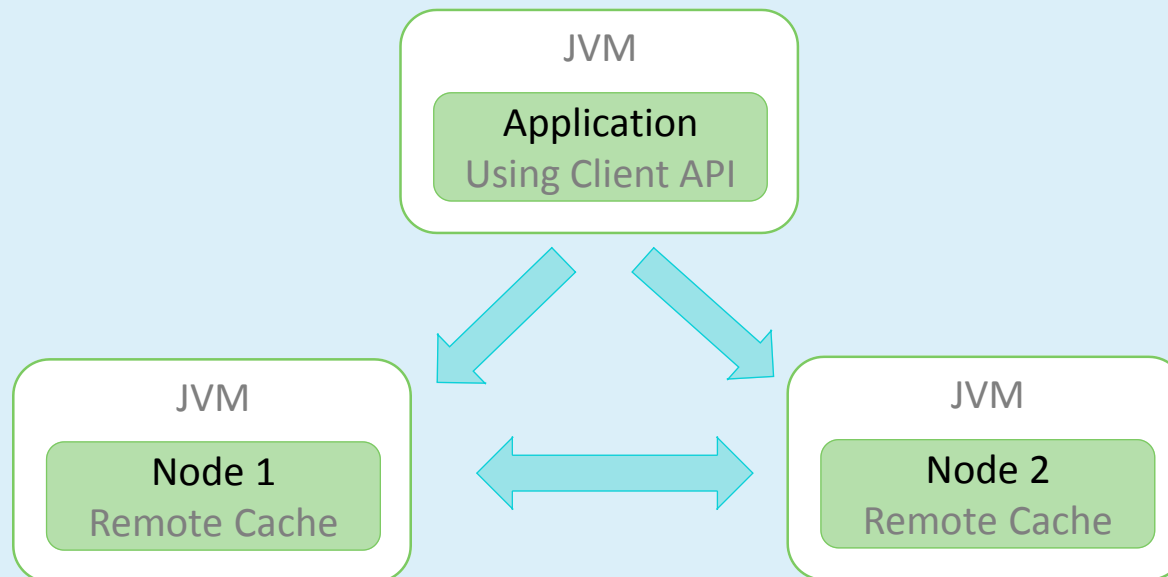 JVM
Application
Using Client API
JVM
Node 1
Remote Cache
JVM
Node 2
Remote Cache